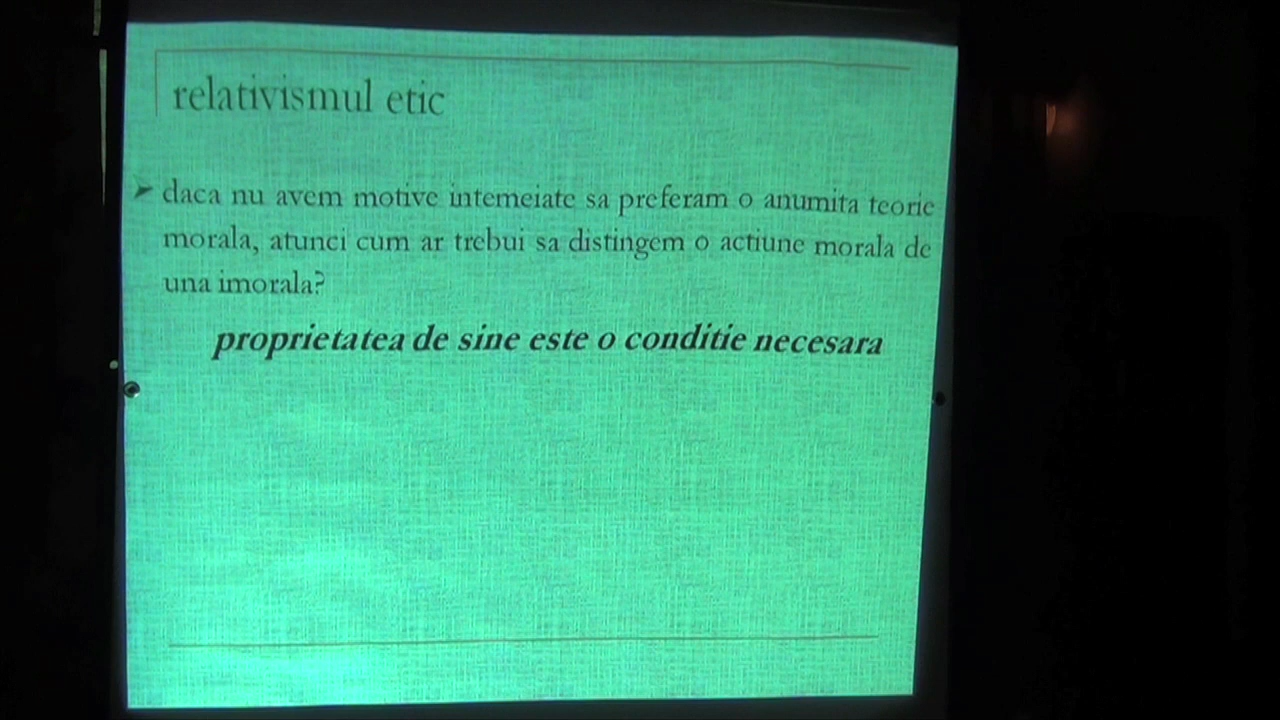 relativismul etic
daca nu avem motive intemeiate sa preferam o anumita teorie
morala, atunci cum ar trebui sa distingem o actiune morala de
una imorala?
proprietatea de sine este o conditie necesara